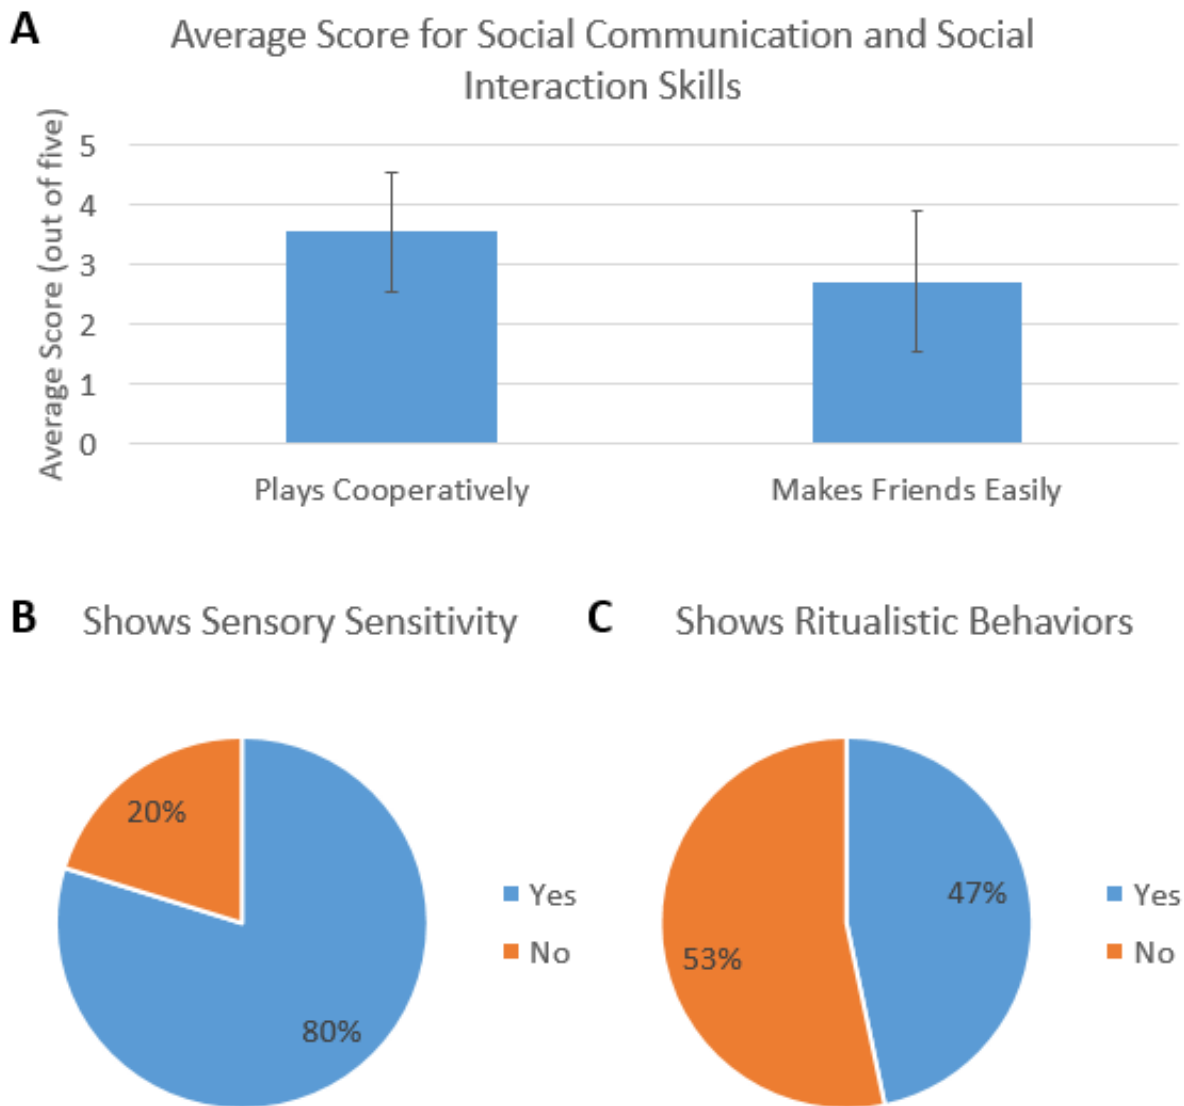 A
Average Score for Social Communication and Social
Interaction Skills
Average Score (out of five)
5
4
3
2
1
0
Plays Cooperatively
Makes Friends Easily
B
Shows Sensory Sensitivity
20%
80%
Yes
No
C
Shows Ritualistic Behaviors
47%
53%
Yes
No